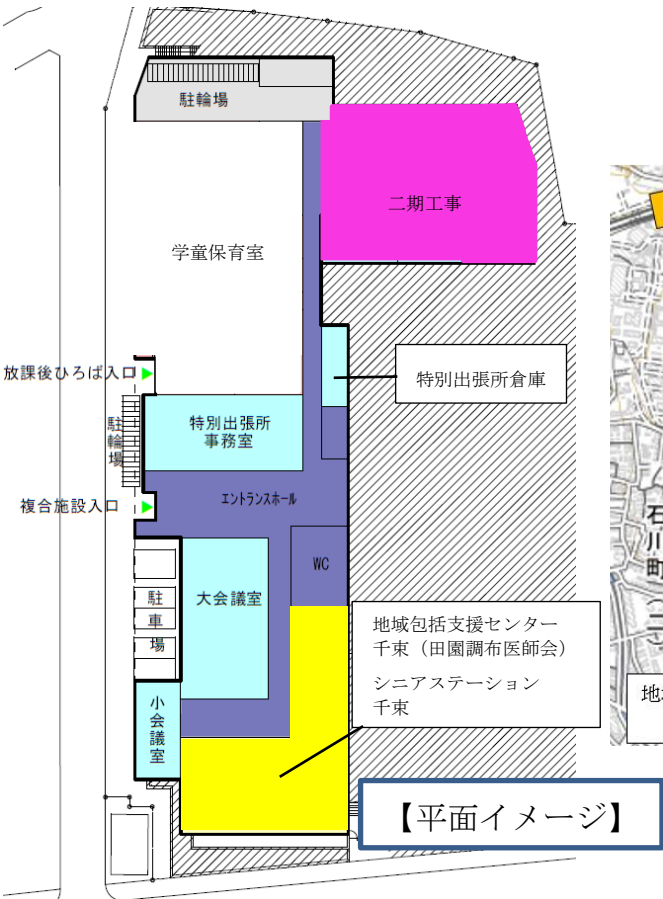 駐輪場
二期工事
学童保育室
放課後ひろば入口
特別出張所倉庫
駐輪場
特別出張所
事務室
複合施設入口
エントランスホール
WC
大会議室
駐車場
地域包括支援センター
千束（田園調布医師会）
シニアステーション
千束
小会議室
【平面イメージ】
石川町
地